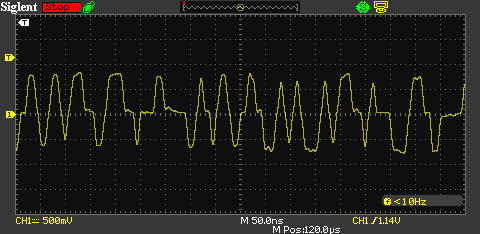 Siglent Stop T
T
1
F <10Hz
CH1 500mV M 50.0ns CH1 / 1.14V
M Pos:120.0μs